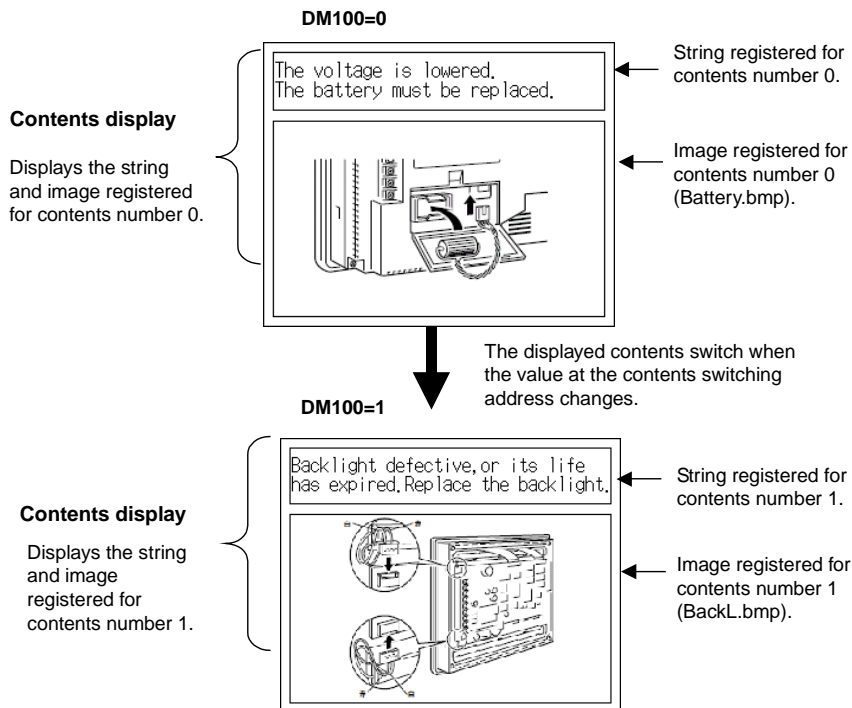 DM100=0
The voltage is lowered.
The battery must be replaced.
String registered for
contents number 0.
Contents display
Displays the string
and image registered
for contents number 0.
Image registered for
contents number 0
(Battery.bmp).
The displayed contents switch when
the value at the contents switching
address changes.
DM100=1
Backlight defective,or its life
has expired.Replace the backlight.
String registered for
contents number 1.
Contents display
Displays the string
and image
registered for
contents number 1.
Image registered for
contents number 1
(BackL.bmp).